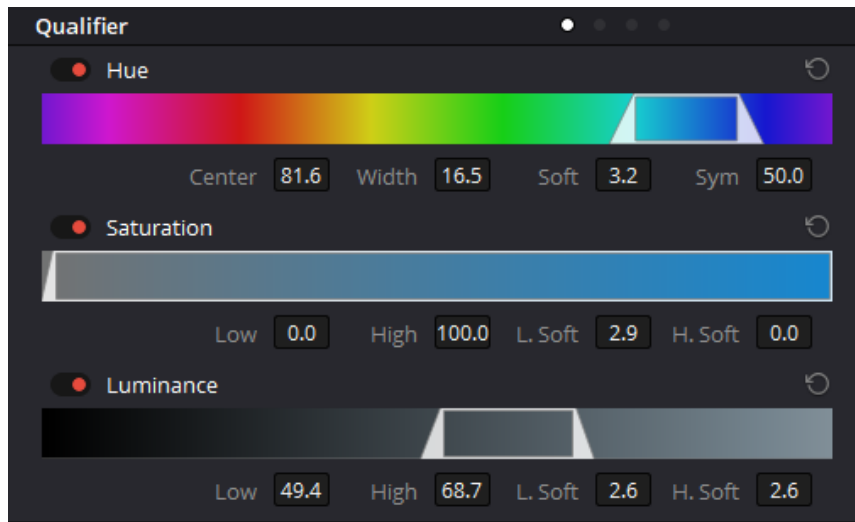 Qualifier
Hue
Center 81.6 Width 16.5 Soft 3.2 Sym 50.0
Saturation
Low 0.0 High 100.0 L. Soft 2.9 H. Soft 0.0
Luminance
Low 49.4 High 68.7 L. Soft 2.6 H. Soft 2.6